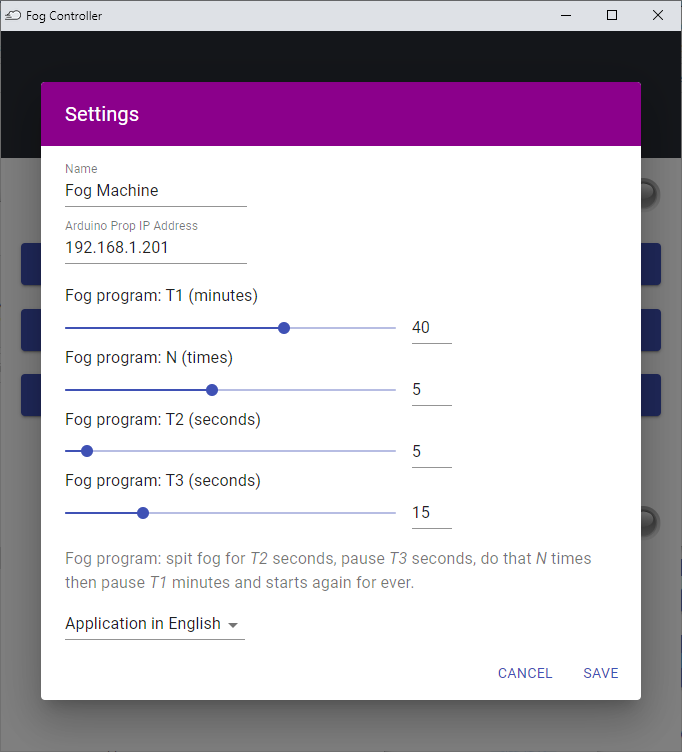 Fog Controller
Settings
Name
Fog Machine
Arduino Prop IP Address
192.168.1.201
Fog program: T1 (minutes)
40
Fog program: N (times)
5
Fog program: T2 (seconds)
5
Fog program: T3 (seconds)
15
Fog program: spit fog for T2 seconds, pause T3 seconds, do that N times
then pause T1 minutes and starts again for ever.
Application in English
CANCEL SAVE